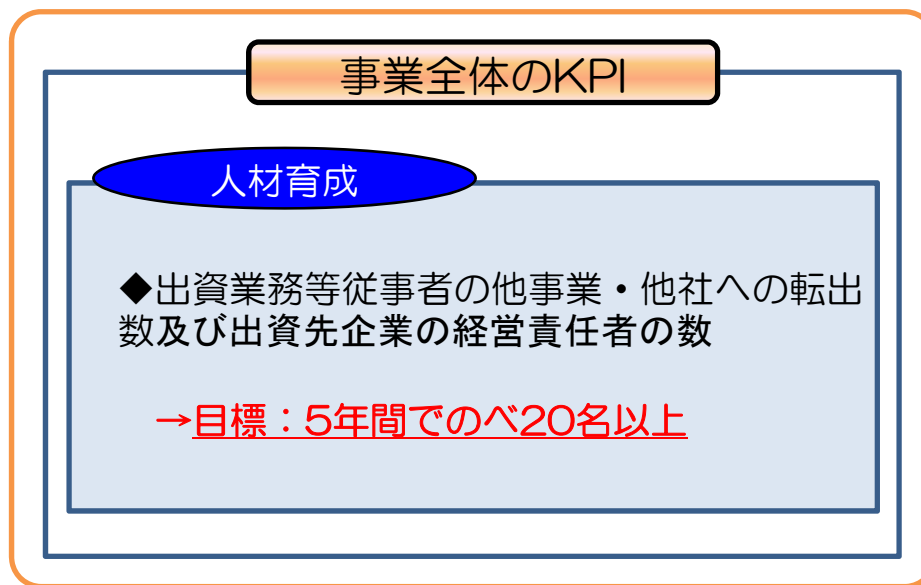 事業全体のKPI
人材育成
◆出資業務等従事者の他事業・他社への転出
数及び出資先企業の経営責任者の数
→目標：5年間でのべ20名以上